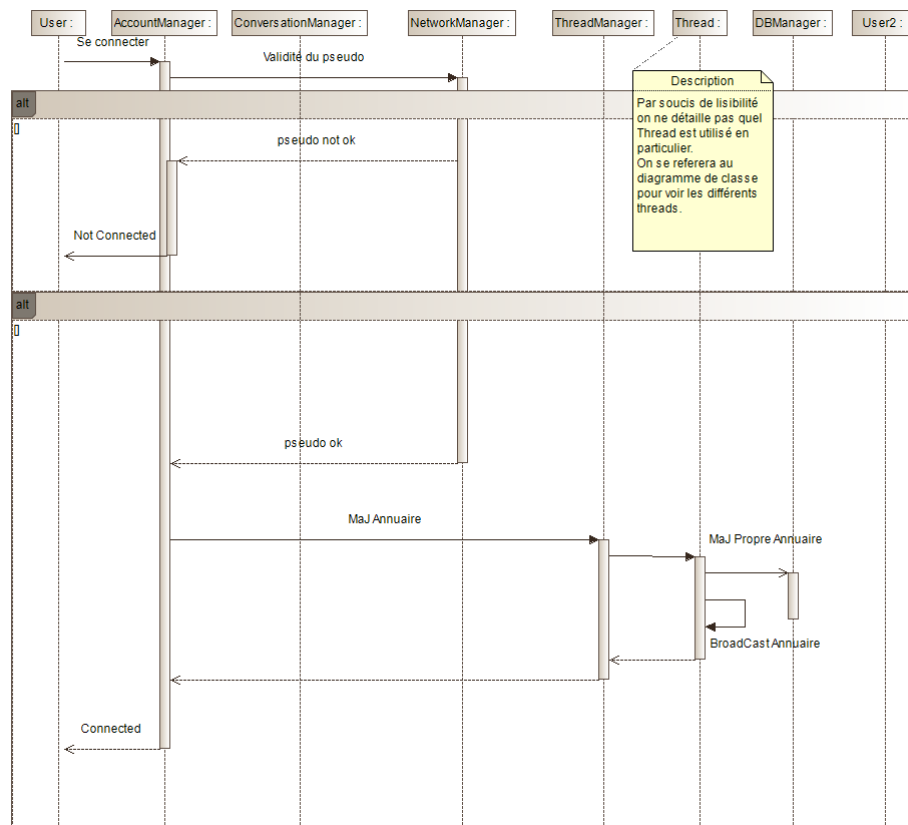 User :
AccountManager :
ConversationManager :
NetworkManager :
ThreadManager :
Thread :
DBManager :
User2 :
Se connecter
Validité du pseudo
Description
Par soucis de lisibilité
on ne détaille pas quel
Thread est utilisé en
particulier.
On se referera au
diagramme de classe
pour voir les différents
threads.
alt
[]
pseudo not ok
Not Connected
alt
[]
pseudo ok
MaJ Annuaire
MaJ Propre Annuaire
BroadCast Annuaire
Connected